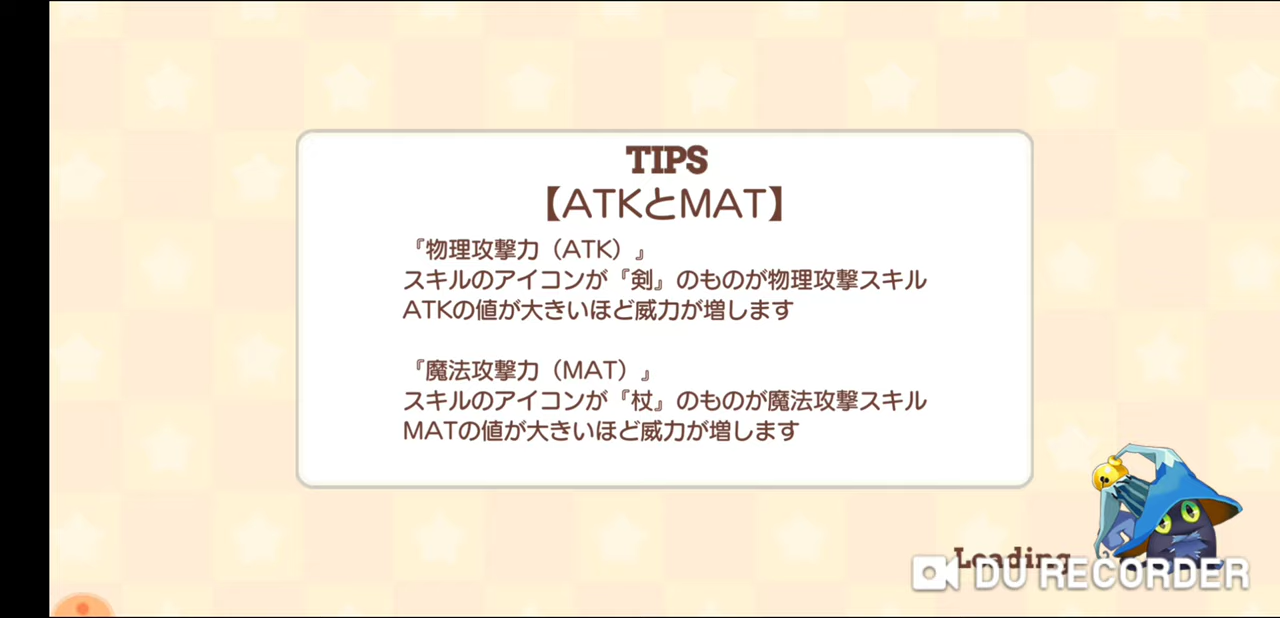 TIPS
【ATKとMAT】
『物理攻撃力（ATK）』
スキルのアイコンが『剣』のものが物理攻撃スキル
ATKの値が大きいほど威力が増します
『魔法攻撃力（MAT）』
スキルのアイコンが『杖』のものが魔法攻撃スキル
MATの値が大きいほど威力が増します
Loading
DU RECORDER